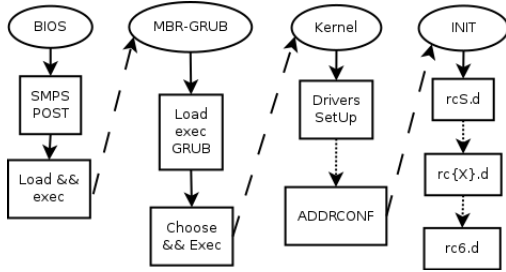 BIOS
SMPS
POST
Load &&
exec
MBR-GRUB
Load
exec
GRUB
Choose
&& Exec
Kernel
Drivers
SetUp
ADDRCONF
INIT
rcS.d
rc{X}.d
rc6.d